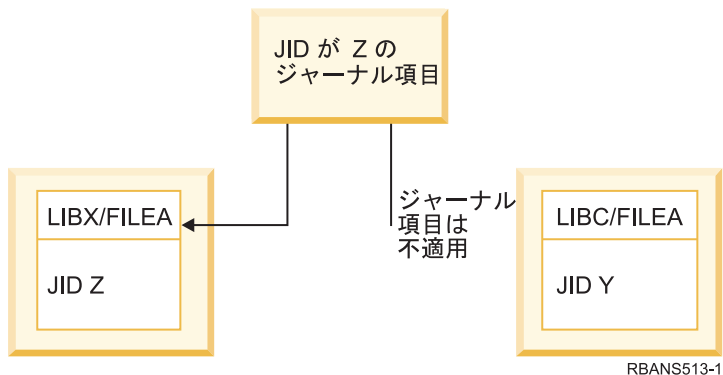 JID が Z の
ジャーナル項目
LIBX/FILEA
JID Z
ジャーナル
項目は
不適用
LIBC/FILEA
JID Y
RBANS513-1